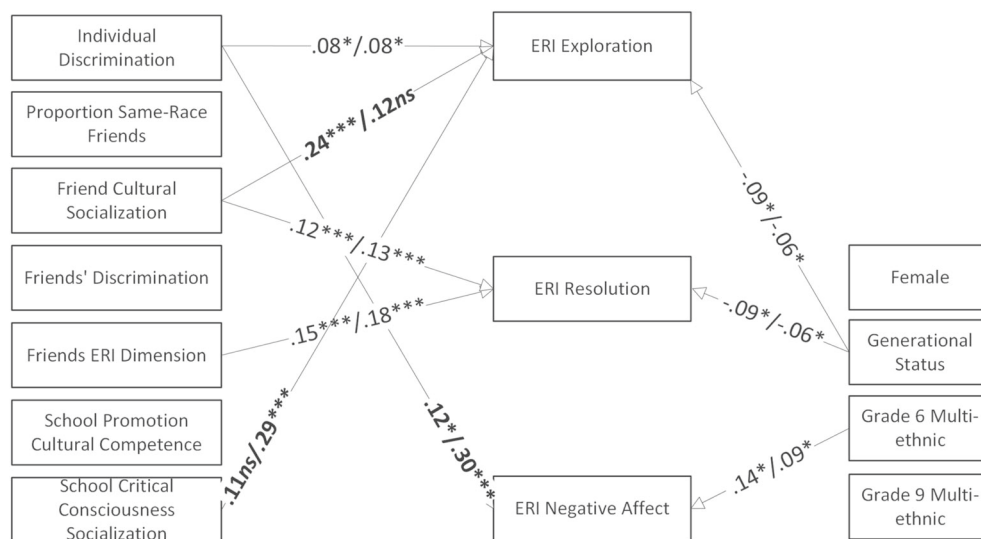 Individual
Discrimination
Proportion Same-Race
Friends
Friend Cultural
Socialization
Friends' Discrimination
Friends ERI Dimension
School Promotion
Cultural Competence
School Critical
Consciousness
Socialization
.08*/.08*
.24***/.12ns
.12***/.13***
.15***/.18***
.11ns/.29***
.12*/.30***
ERI Exploration
ERI Resolution
ERI Negative Affect
-.09*/-.06*
-.09*/-.06*
.14*/.09*
Female
Generational
Status
Grade 6 Multi-
ethnic
Grade 9 Multi-
ethnic